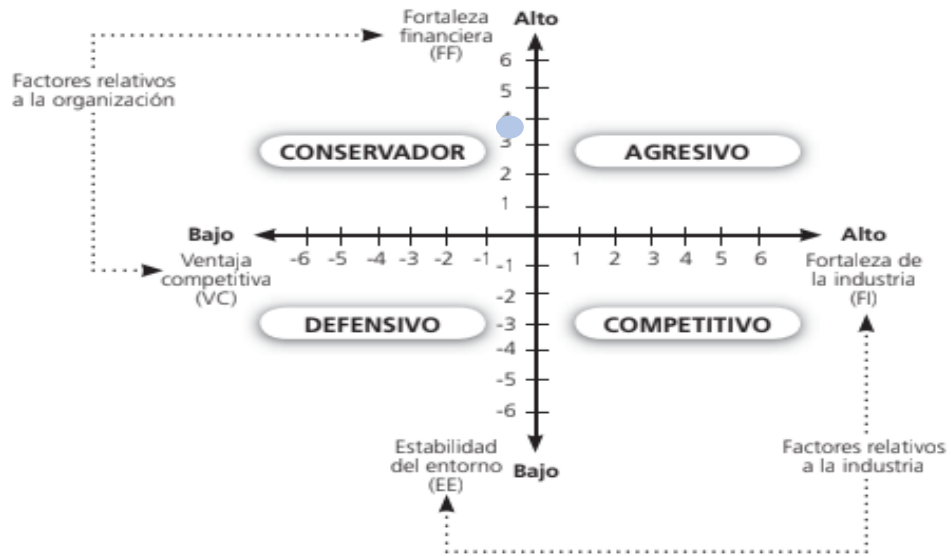 Fortaleza
financiera
(FF)
Alto
Factores relativos
a la organización
6
5
4
3
2
1
CONSERVADOR
AGRESIVO
Bajo
Alto
-6 -5 -4 -3 -2 -1
1 2 3 4 5 6
Ventaja
competitiva
(VC)
Fortaleza de
la industria
(FI)
-1
-2
-3
-4
-5
-6
DEFENSIVO
COMPETITIVO
Estabilidad
del entorno
(EE)
Bajo
Factores relativos
a la industria